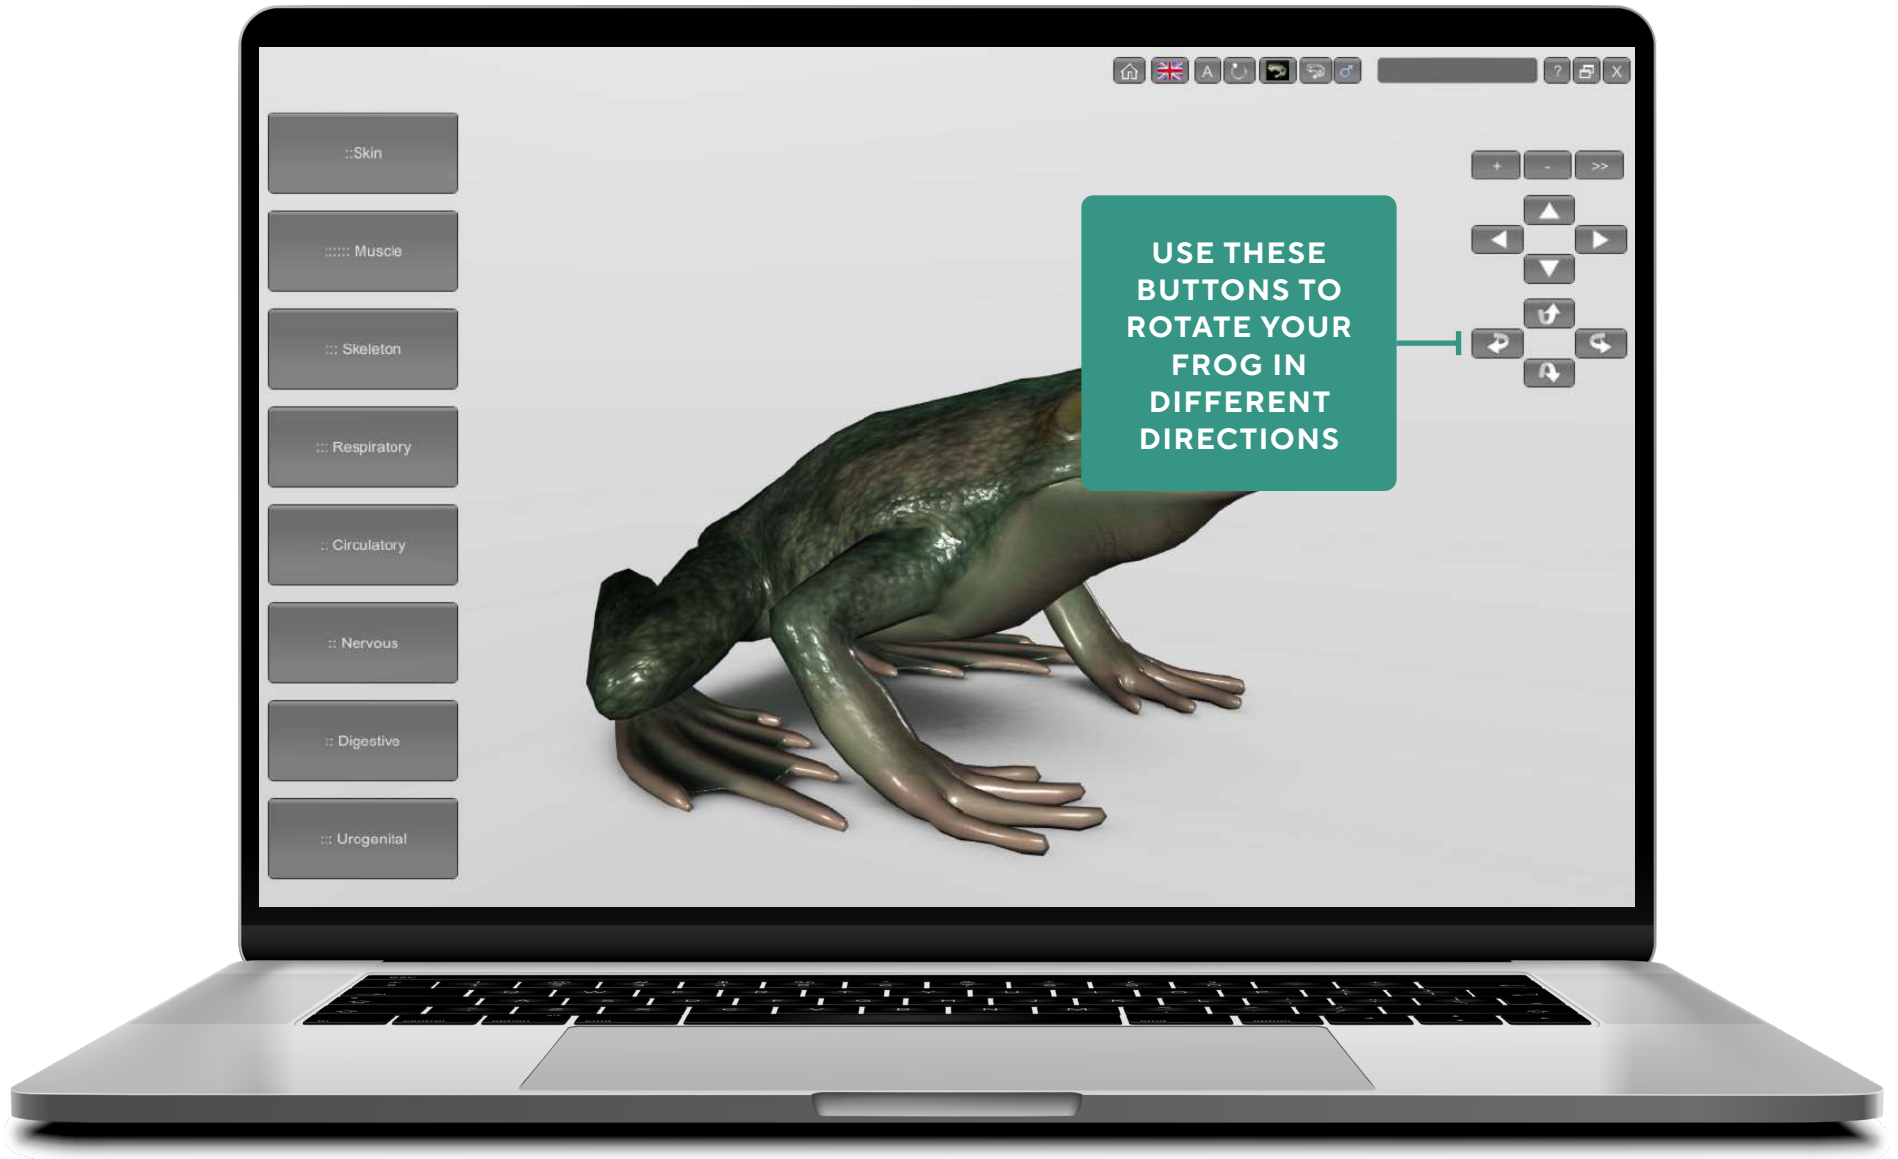 A
?
X
::Skin
:::::: Muscle
::: Skeleton
::: Respiratory
:: Circulatory
:: Nervous
:: Digestive
::: Urogenital
+
-
>>
USE THESE
BUTTONS TO
ROTATE YOUR
FROG IN
DIFFERENT
DIRECTIONS